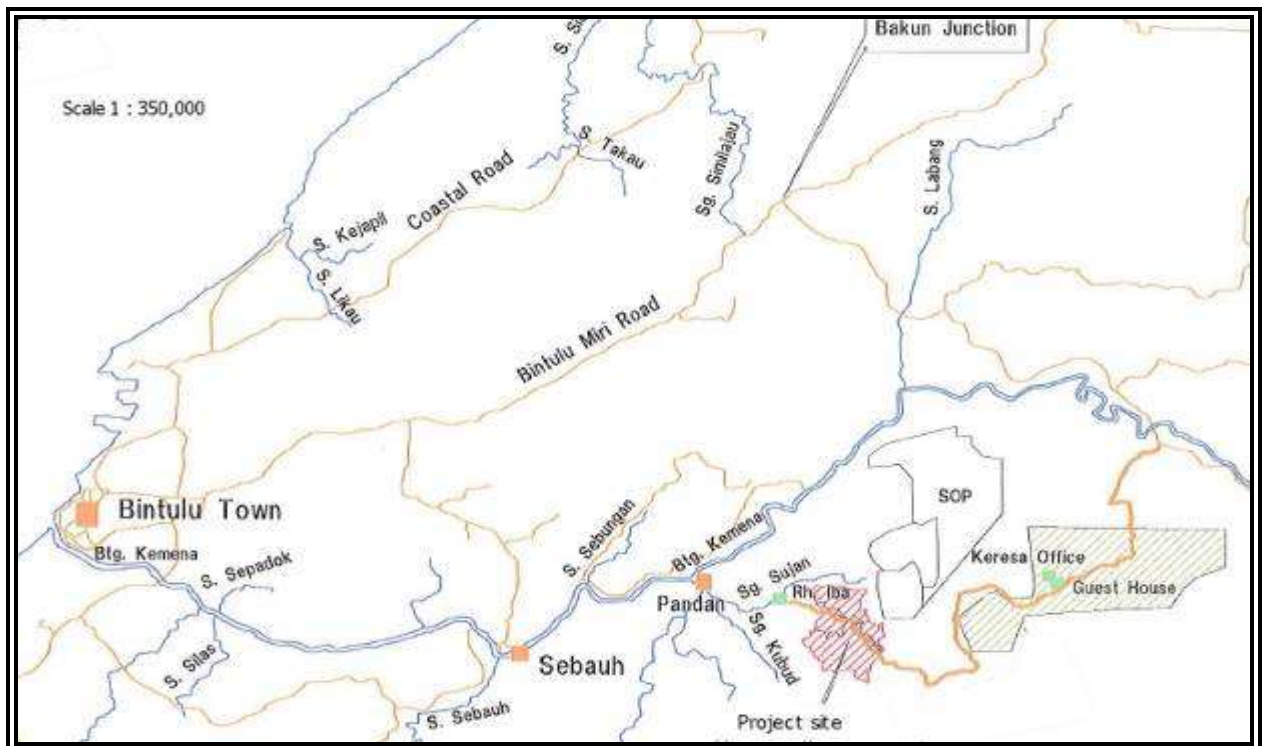 Bakun Junction
Scale 1 : 350,000
S. Takau
Coastal Road
Sg. Similajau
S. Labang
S. Kejapil
S. Likau
Bintulu Miri Road
SOP
Bintulu Town
S. Sebungan
Btg. Kemena
Btg. Kemena
Keresa Office
S. Sepadok
Sg. Sujan
Guest House
Rh. Iba
Pandan
Sg. Kubud
S. Silas
Sebauh
S. Sebauh
Project site